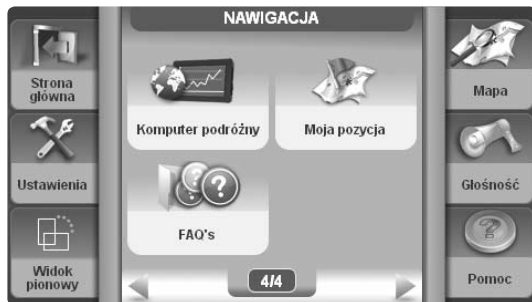 NAWIGACJA
Strona
główna
Komputer podróżny
Moja pozycja
Mapa
Ustawienia
Głośność
FAQ's
Widok
pionowy
4/4
Pomoc